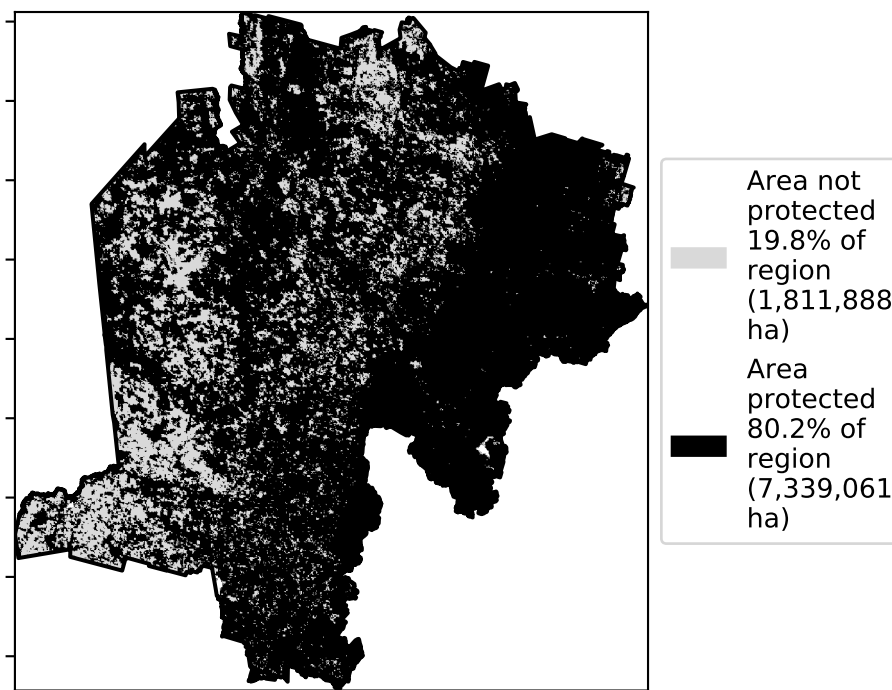 Area not
protected
19.8% of
region
(1,811,888
ha)
Area
protected
80.2% of
region
(7,339,061
ha)